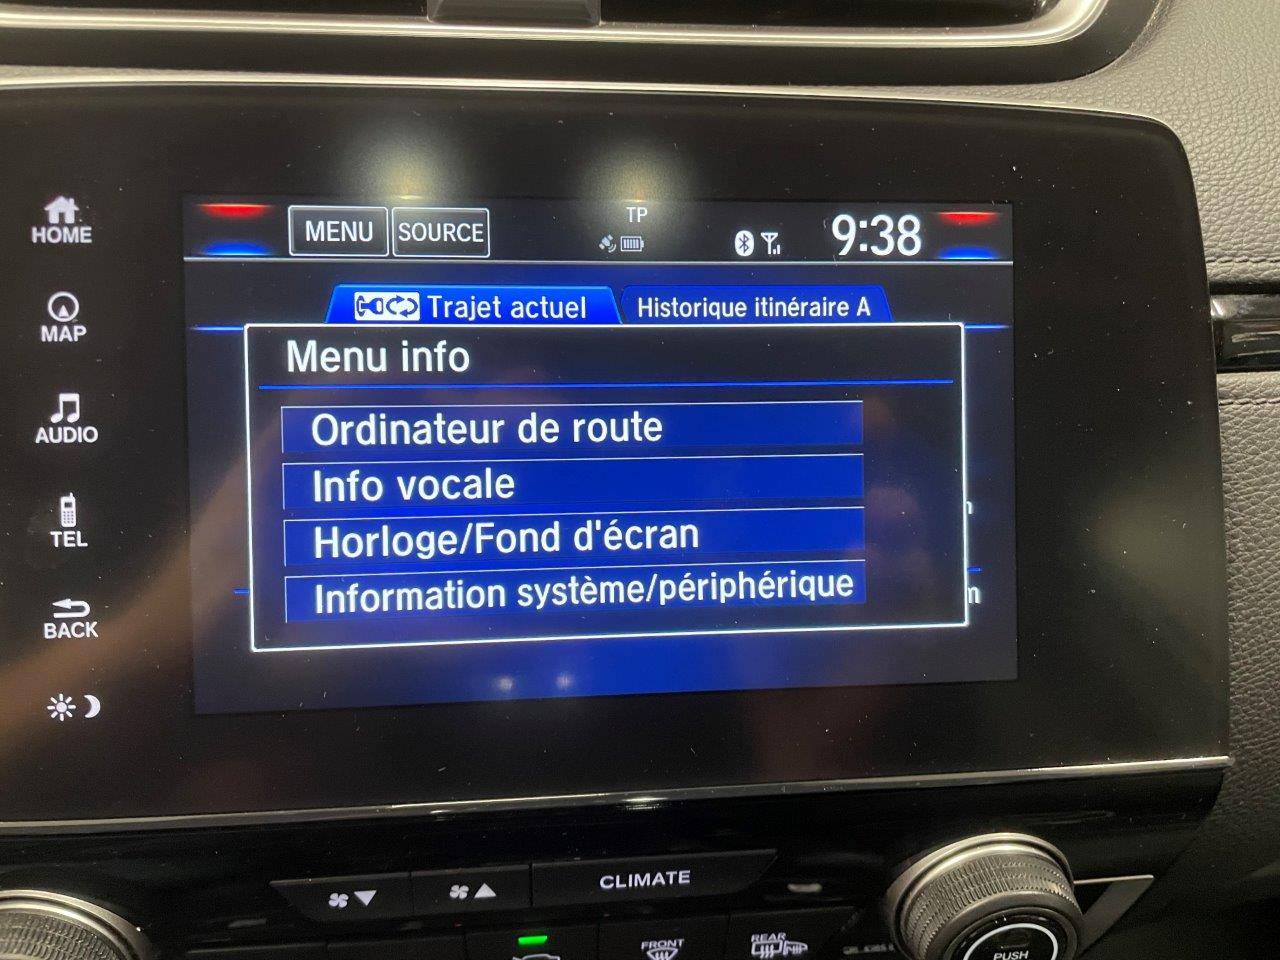 HOME
MAP
AUDIO
TEL
BACK
MENU
SOURCE
TP
9:38
Trajet actuel
Historique itinéraire A
Menu info
Ordinateur de route
Info vocale
Horloge/Fond d'écran
Information système/périphérique
m
CLIMATE
FRONT
REAR
PUSH